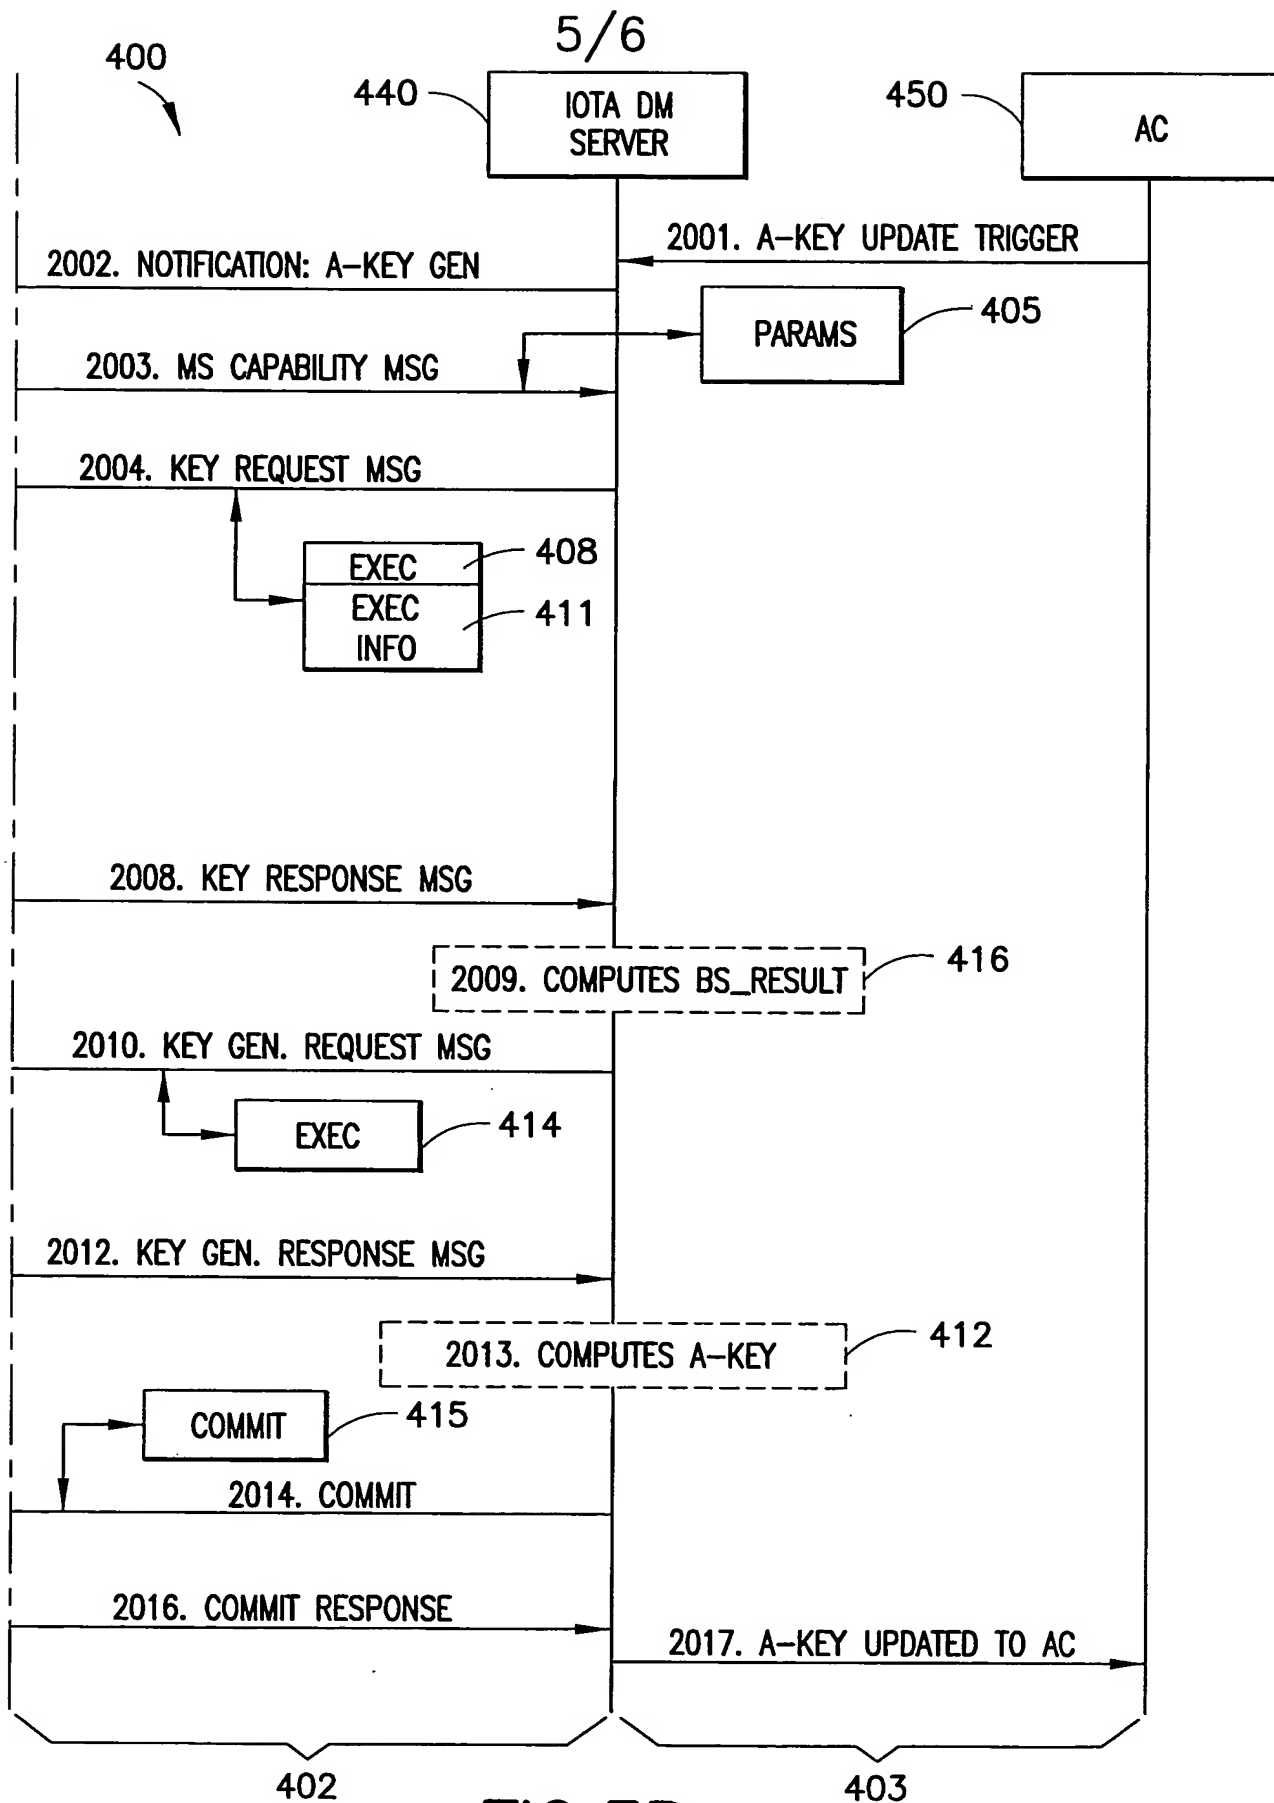 5/6
400
440
IOTA DM
SERVER
450
AC
2001. A-KEY UPDATE TRIGGER
2002. NOTIFICATION: A-KEY GEN
PARAMS
405
2003. MS CAPABILITY MSG
2004. KEY REQUEST MSG
EXEC
408
EXEC
INFO
411
2008. KEY RESPONSE MSG
2009. COMPUTES BS_RESULT
416
2010. KEY GEN. REQUEST MSG
EXEC
414
2012. KEY GEN. RESPONSE MSG
2013. COMPUTES A-KEY
412
COMMIT
415
2014. COMMIT
2016. COMMIT RESPONSE
2017. A-KEY UPDATED TO AC
402
403